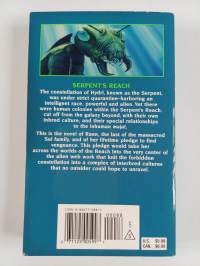 SERPENT'S REACH
The constellation of Hydri, known as the Serpent,
was under strict quarantine—harboring an
intelligent race, powerful and alien. Yet there
were human colonies within the Serpent's Reach,
cut off from the galaxy beyond, with their own
inbred culture, and their special relationships
to the inhuman majat.
This is the novel of Raen, the last of the massacred
Sul family, and of her lifetime pledge to find
vengeance. This pledge would take her
across the worlds of the Reach into the very center of
the alien web work that knit the forbidden
constellation into a complex of interbred cultures
that no outsider could hope to unravel.
U.S.
CAN.